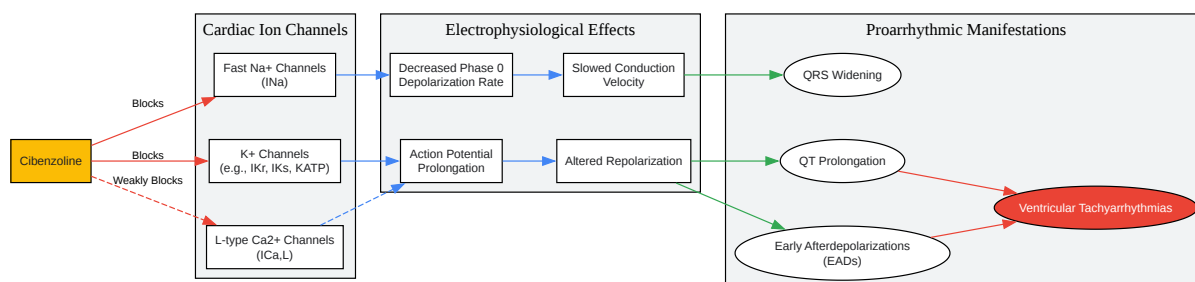 Cardiac Ion Channels
Electrophysiological Effects
Proarrhythmic Manifestations
Cibenzoline
Blocks
Blocks
Weakly Blocks
Fast Na+ Channels
(INa)
K+ Channels
(e.g., IKr, IKs, KATP)
L-type Ca2+ Channels
(ICa,L)
Decreased Phase 0
Depolarization Rate
Slowed Conduction
Velocity
Action Potential
Prolongation
Altered Repolarization
QRS Widening
QT Prolongation
Early Afterdepolarizations
(EADs)
Ventricular Tachyarrhythmias